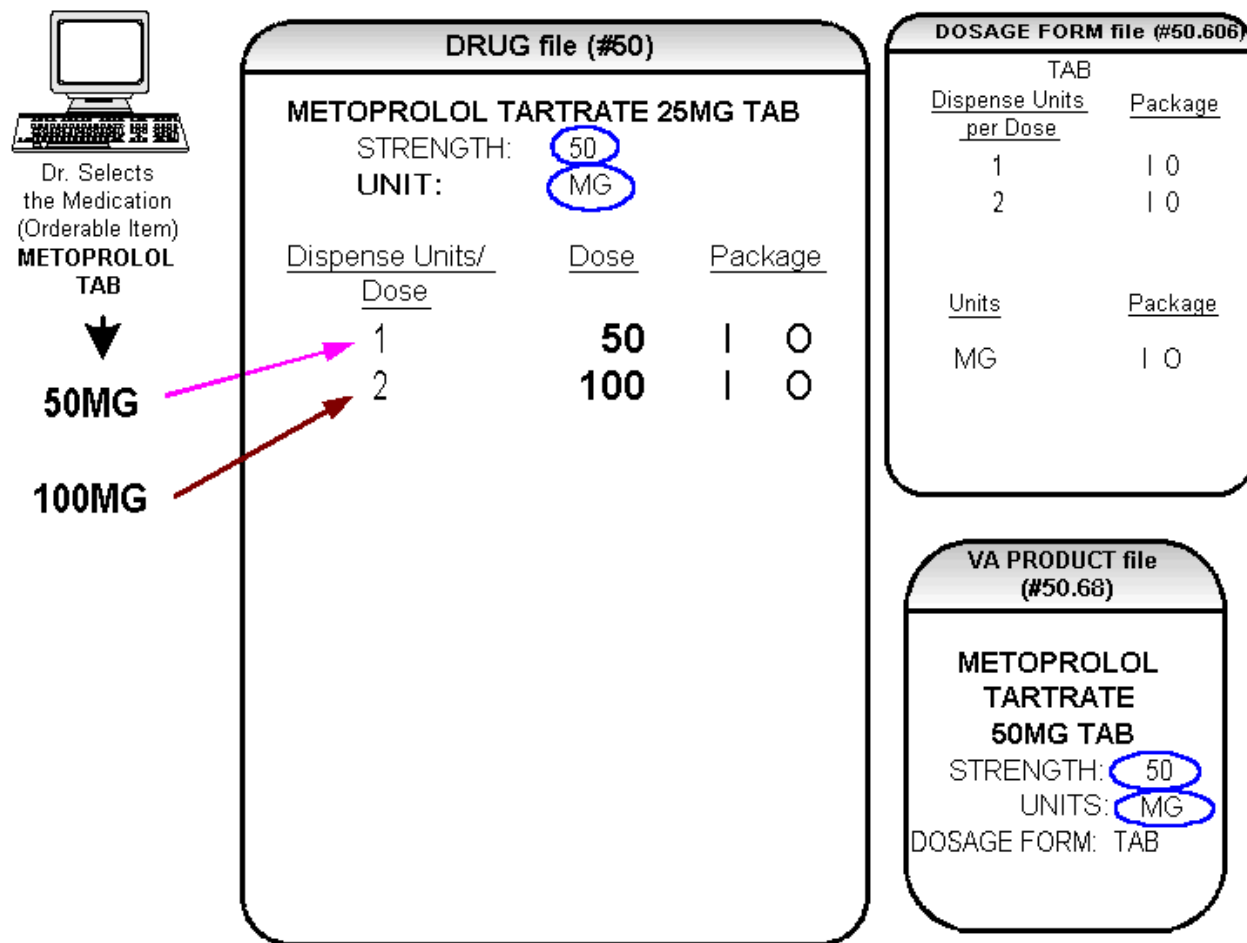 Dr. Selects
the Medication
(Orderable Item)
METOPROLOL
TAB
50MG
100MG
DRUG file (#50)
METOPROLOL TARTRATE 25MG TAB
STRENGTH: 50
UNIT: MG
Dispense Units/ Dose Package
Dose
1 50 I O
2 100 I O
DOSAGE FORM file (#50.606)
TAB
Dispense Units Package
per Dose
1 I O
2 I O
Units Package
MG I O
VA PRODUCT file
(#50.68)
METOPROLOL
TARTRATE
50MG TAB
STRENGTH: 50
UNITS: MG
DOSAGE FORM: TAB